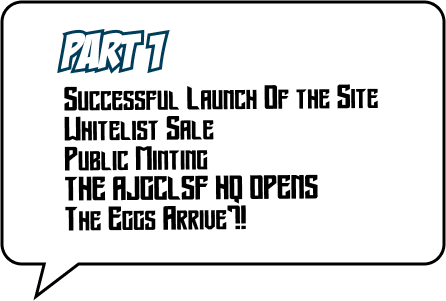 PART 1
Successful Launch Of the Site
Whitelist Sale
Public Minting
THE AJGCLSF HQ OPENS
The Eggs Arrive?!